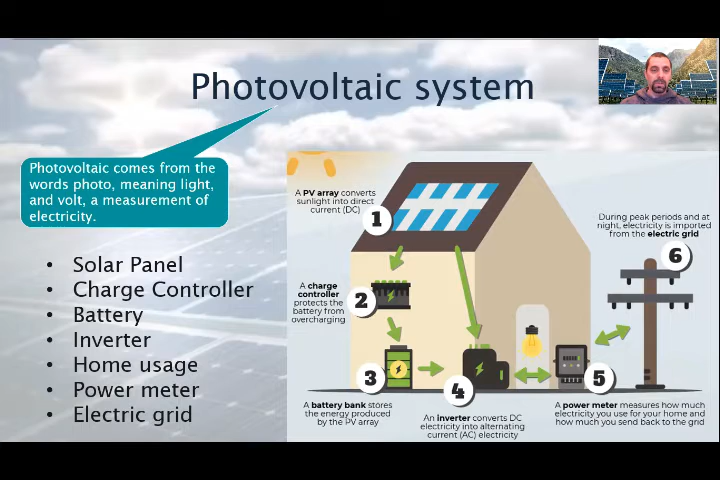 Photovoltaic system
Photovoltaic comes from the
words photo, meaning light,
and volt, a measurement of
electricity.
• Solar Panel
• Charge Controller
• Battery
• Inverter
• Home usage
• Power meter
• Electric grid
A PV array converts
sunlight into direct
current (DC)
1
A charge
controller
protects the
battery from
overcharging
2
3
A battery bank stores
the energy produced
by the PV array
4
An inverter converts DC
electricity into alternating
current (AC) electricity
5
A power meter measures how much
electricity you use for your home and
how much you send back to the grid
During peak periods and at
night, electricity is imported
from the electric grid
6